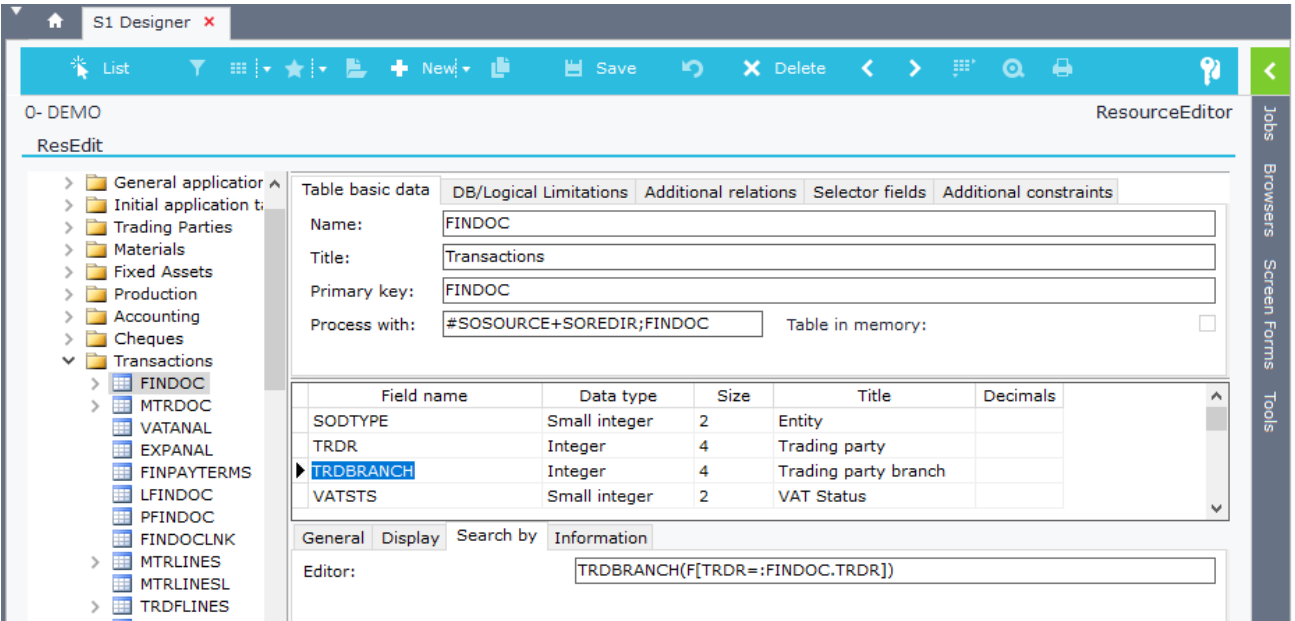 S1 Designer
List New Save Delete
0- DEMO ResourceEditor
ResEdit
General application
Initial application ta
Trading Parties
Materials
Fixed Assets
Production
Accounting
Cheques
Transactions
FINDOC
MTRDOC
VATANAL
EXPANAL
FINPAYTERMS
LFINDOC
PFINDOC
FINDOCLNK
MTRLINES
MTRLINESL
TRDFLINES
Table basic data DB/Logical Limitations Additional relations Selector fields Additional constraints
Name: FINDOC
Title: Transactions
Primary key: FINDOC
Process with: #SOSOURCE+SOREDIR;FINDOC Table in memory:
Field name Data type Size Title Decimals
SODTYPE Small integer 2 Entity
TRDR Integer 4 Trading party
TRDBRANCH Integer 4 Trading party branch
VATSTS Small integer 2 VAT Status
General Display Search by Information
Editor: TRDBRANCH(F[TRDR=:FINDOC.TRDR])
Jobs
Browsers
Screen Forms
Tools